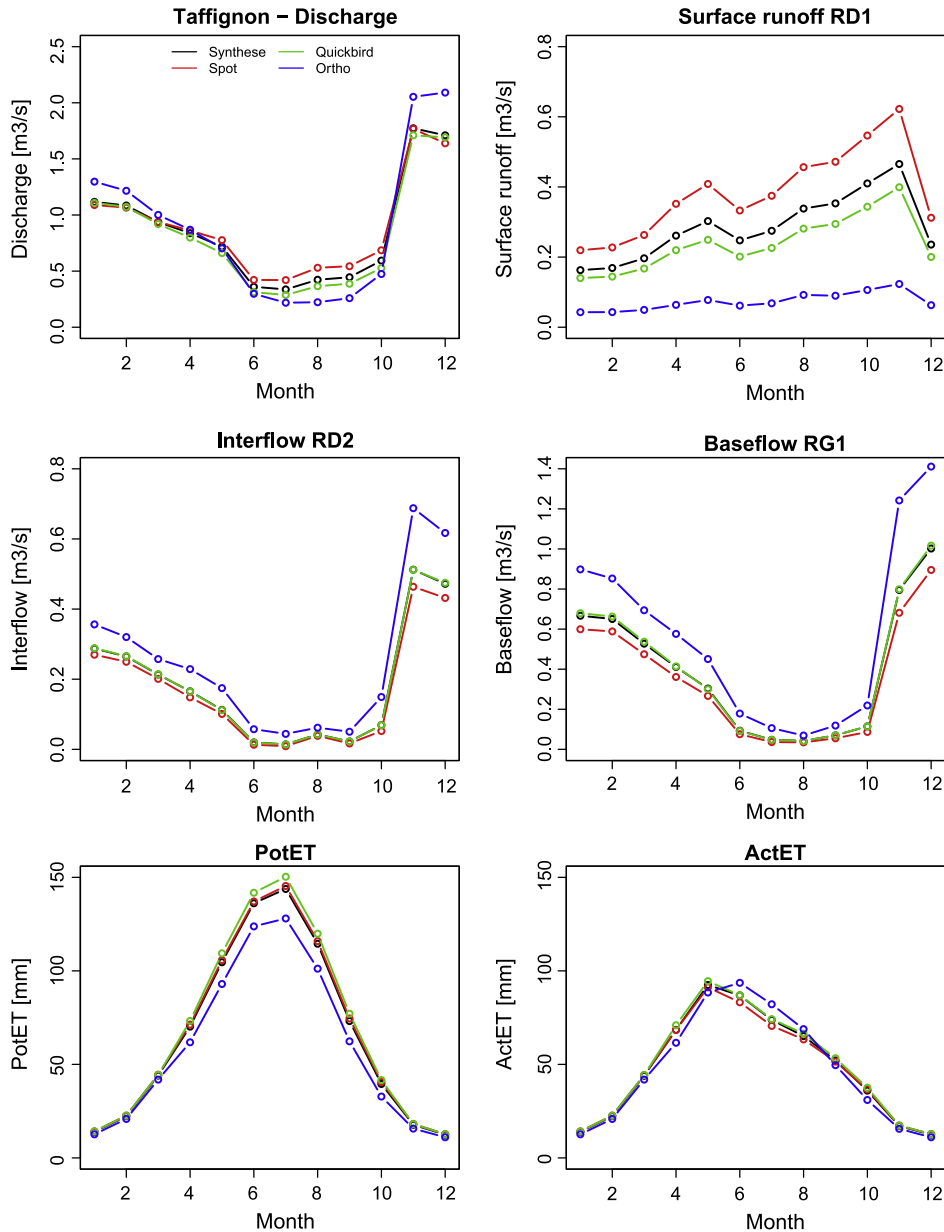 Taffignon − Discharge
Synthese
Spot
Quickbird
Ortho
Discharge [m3/s]
0.0 0.5 1.0 1.5 2.0 2.5
2 4 6 8 10 12
Month
Surface runoff RD1
Surface runoff [m3/s]
0.0 0.2 0.4 0.6 0.8
2 4 6 8 10 12
Month
Interflow RD2
Interflow [m3/s]
0.0 0.2 0.4 0.6 0.8
2 4 6 8 10 12
Month
Baseflow RG1
Baseflow [m3/s]
0.0 0.2 0.4 0.6 0.8 1.0 1.2 1.4
2 4 6 8 10 12
Month
PotET
PotET [mm]
0 50 100 150
2 4 6 8 10 12
Month
ActET
ActET [mm]
0 50 100 150
2 4 6 8 10 12
Month